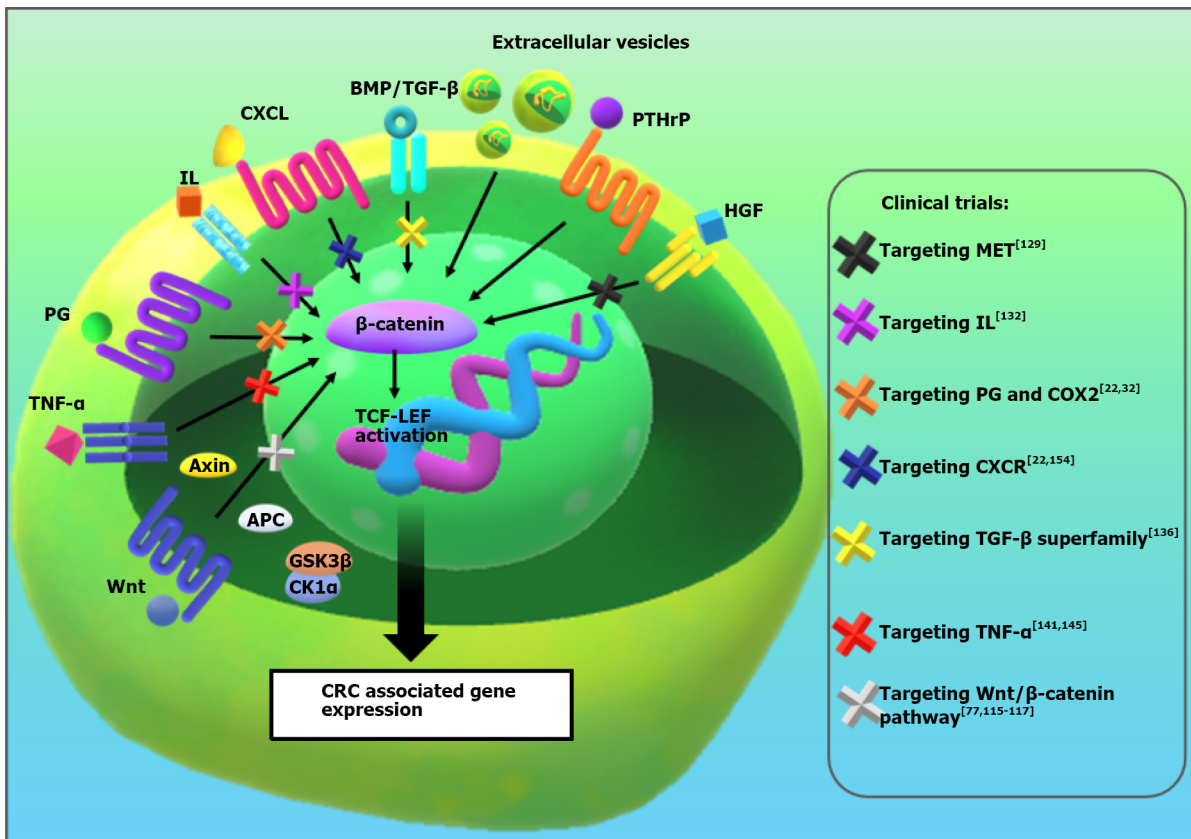 Extracellular vesicles
BMP/TGF-β
CXCL
PTHrP
IL
HGF
PG
β-catenin
TNF-α
TCF-LEF
activation
Axin
APC
GSK3β
CK1α
Wnt
CRC associated gene
expression
Clinical trials:
Targeting MET[129]
Targeting IL[132]
Targeting PG and COX2[22,32]
Targeting CXCR[22,154]
Targeting TGF-β superfamily[136]
Targeting TNF-α[141,145]
Targeting Wnt/β-catenin
pathway[77,115-117]